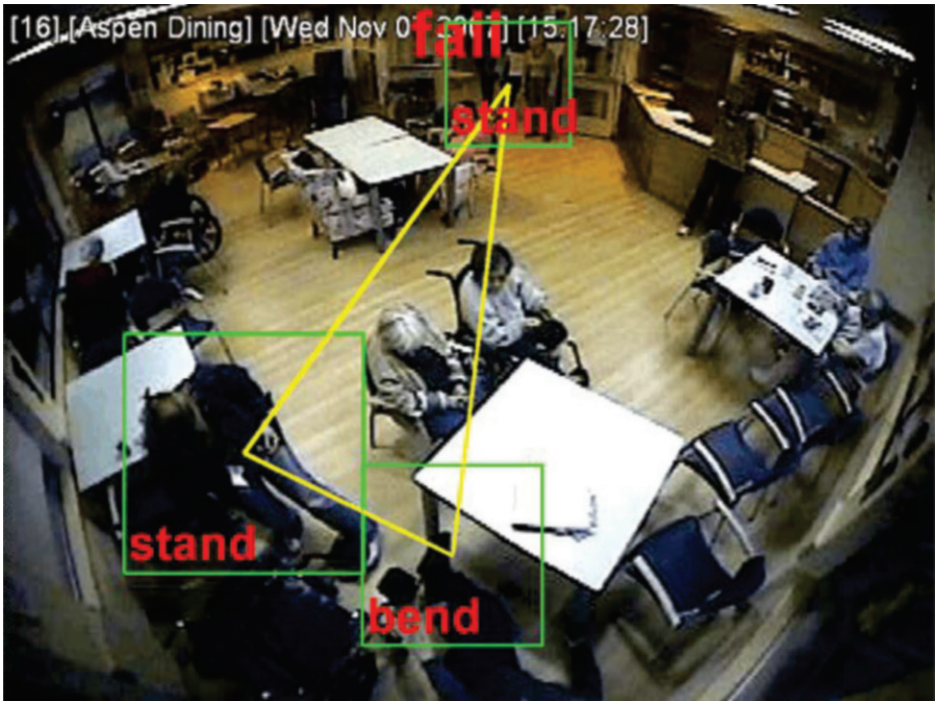 [16] [Aspen Dining] [Wed Nov 0 [15:17:28]
fall
stand
stand
bend